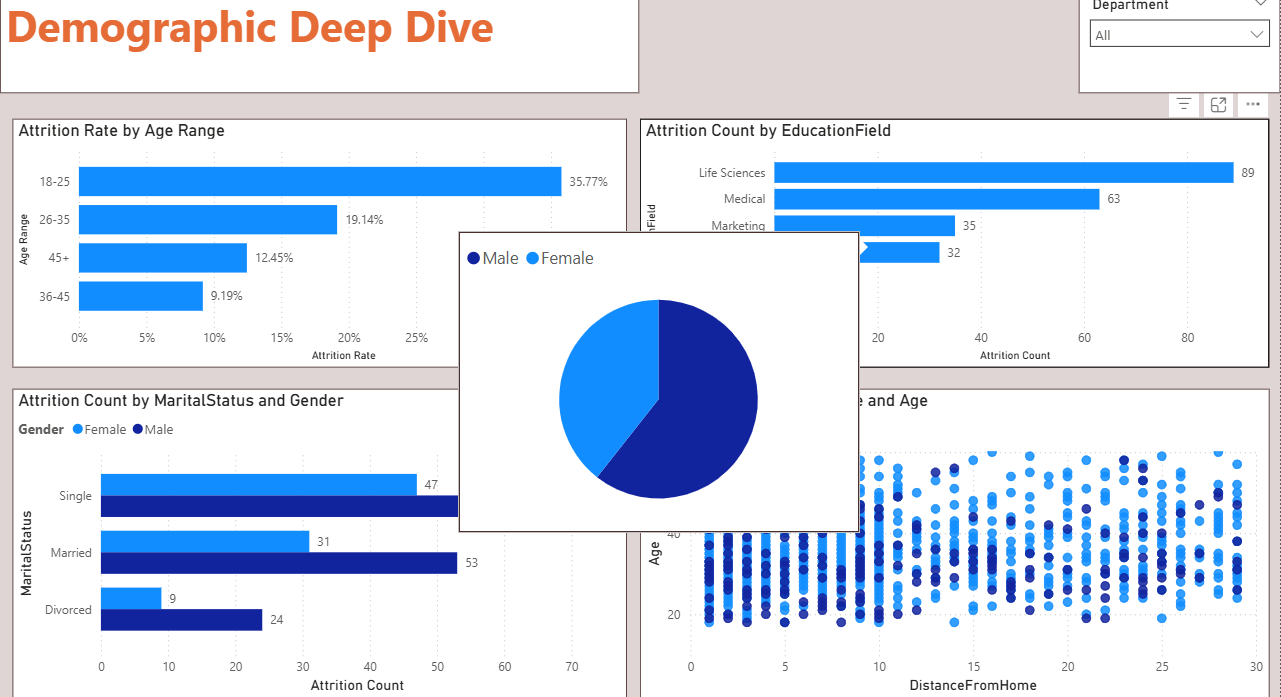 Demographic Deep Dive
Department
All
Attrition Rate by Age Range
Age Range
18-25
35.77%
26-35
19.14%
45+
12.45%
36-45
9.19%
0% 5% 10% 15% 20% 25%
Attrition Rate
Attrition Count by EducationField
Life Sciences
89
Medical
63
Marketing
35
32
20 40 60 80
Attrition Count
Male Female
Attrition Count by MaritalStatus and Gender
Gender Female Male
MaritalStatus
Single
47
Married
31
53
Divorced
9
24
0 10 20 30 40 50 60 70
Attrition Count
and Age
Age
40
20
0 5 10 15 20 25 30
DistanceFromHome